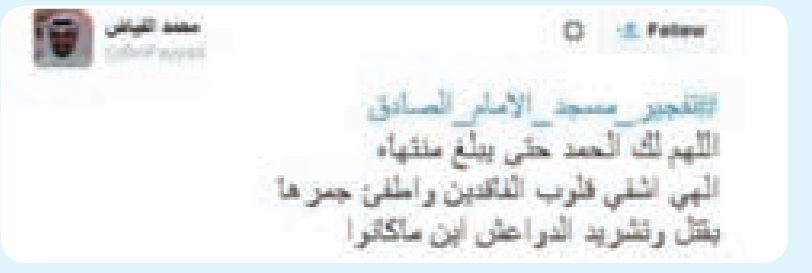 محمد الفياض
Follow
#تفجير_مسجد_الامام_الصادق
اللهم لك الحمد حتى يبلغ منتهاه
الهي اشفي قلوب الفاقدين واطفئ جمرها
بقتل وتشريد الدواعش اين ماكانوا